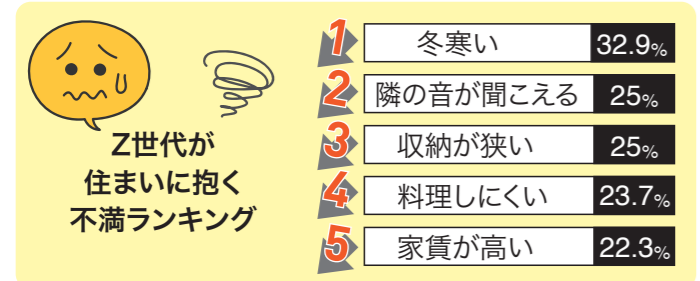 Z世代が
住まいに抱く
不満ランキング
1 冬寒い 32.9%
2 隣の音が聞こえる 25%
3 収納が狭い 25%
4 料理しにくい 23.7%
5 家賃が高い 22.3%